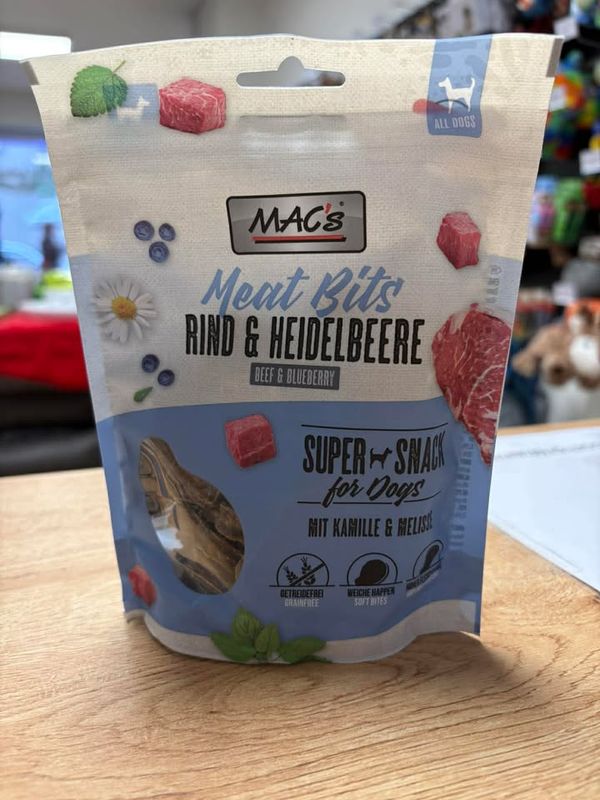 ALL DOGS
MAC's
Meat Bits
RIND & HEIDELBEERE
BEEF & BLUEBERRY
SUPER SNACK
for Dogs
MIT KAMILLE & MELISSE
GETREIDEFREI
GRAINFREE
WEICHE HAPPEN
SOFT BITES